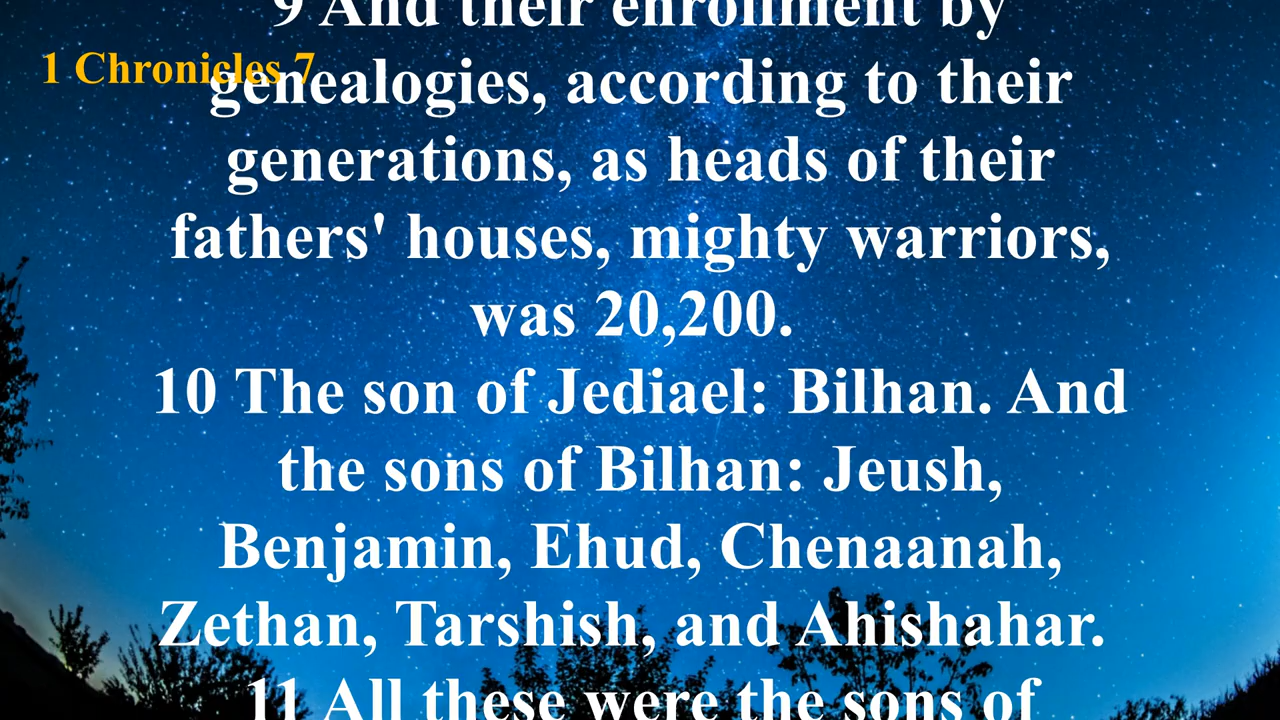 9 And their enrollment by
1 Chronicles 7
genealogies, according to their
generations, as heads of their
fathers' houses, mighty warriors,
was 20,200.
10 The son of Jediael: Bilhan. And
the sons of Bilhan: Jeush,
Benjamin, Ehud, Chenaanah,
Zethan, Tarshish, and Ahishahar.
11 All these were the sons of